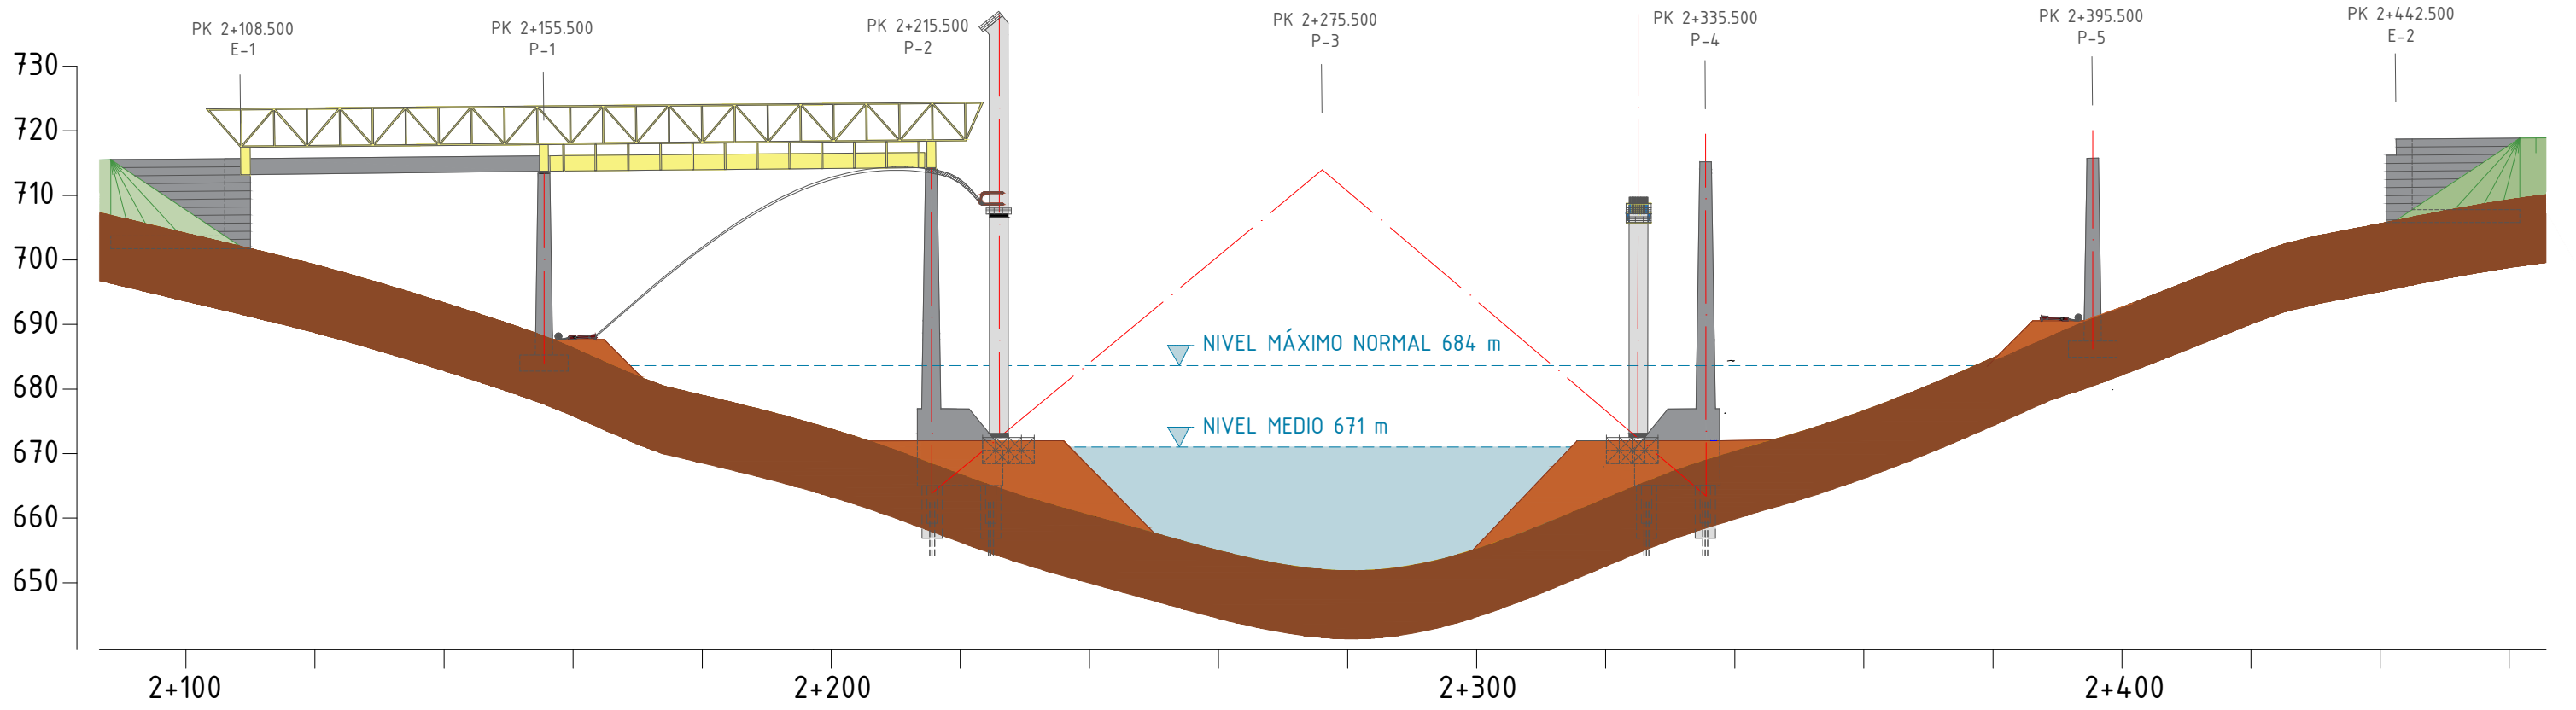 PK 2+108.500
E-1
PK 2+155.500
P-1
PK 2+215.500
P-2
PK 2+275.500
P-3
PK 2+335.500
P-4
PK 2+395.500
P-5
PK 2+442.500
E-2
730
720
710
700
690
680
670
660
650
NIVEL MÁXIMO NORMAL 684 m
NIVEL MEDIO 671 m
2+100
2+200
2+300
2+400